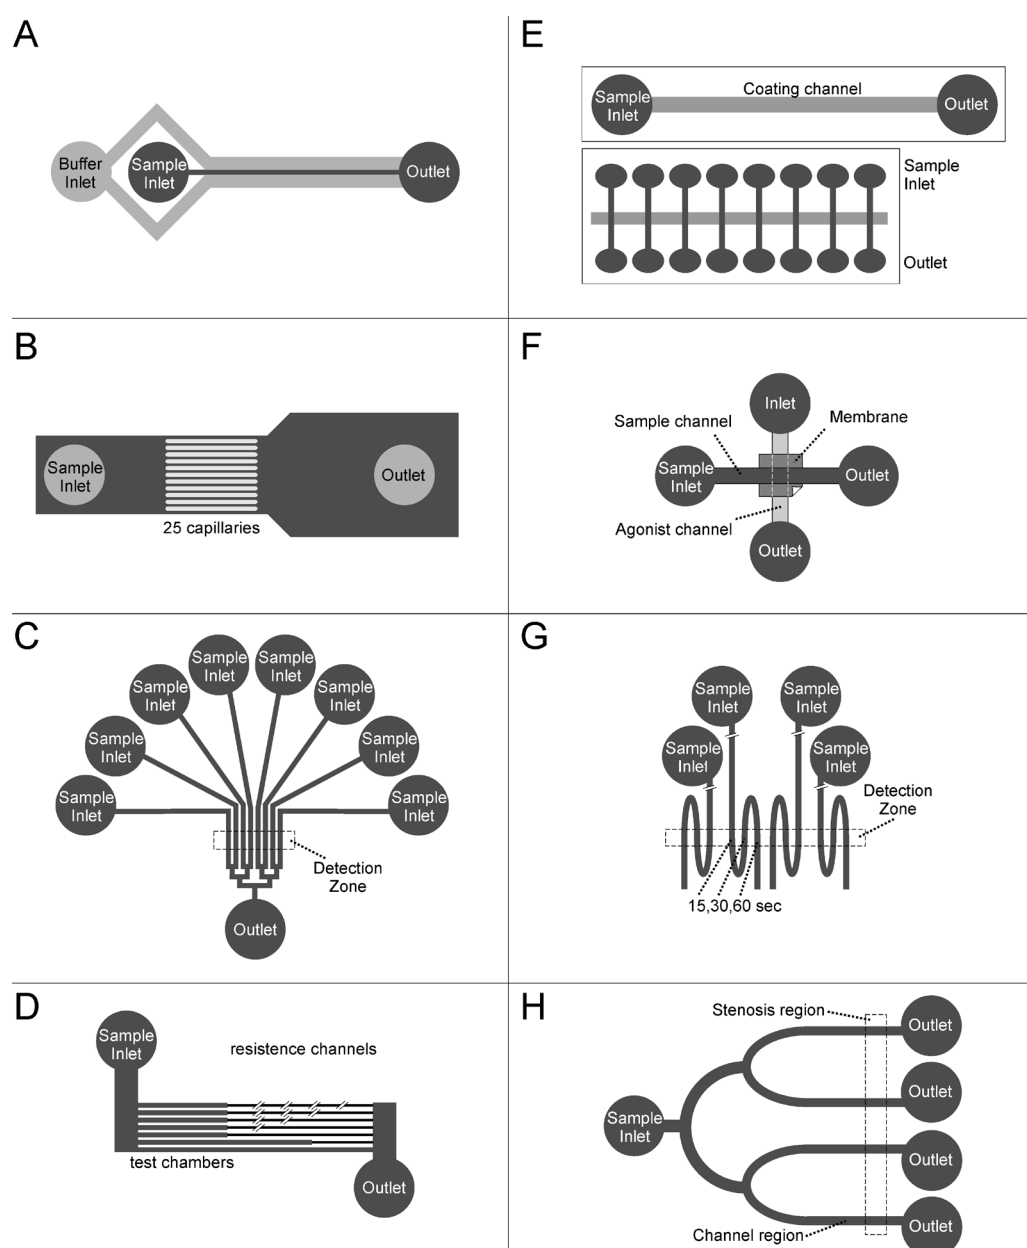 A
Buffer
Inlet
Sample
Inlet
Outlet
B
Sample
Inlet
Outlet
25 capillaries
C
Sample
Inlet
Sample
Inlet
Sample
Inlet
Sample
Inlet
Sample
Inlet
Sample
Inlet
Sample
Inlet
Sample
Inlet
Detection
Zone
Outlet
D
Sample
Inlet
resistence channels
test chambers
Outlet
E
Sample
Inlet
Coating channel
Outlet
Sample
Inlet
Outlet
F
Inlet
Sample channel
Membrane
Sample
Inlet
Outlet
Agonist channel
Outlet
G
Sample
Inlet
Sample
Inlet
Sample
Inlet
Sample
Inlet
Detection
Zone
15,30,60 sec
H
Stenosis region
Outlet
Outlet
Sample
Inlet
Outlet
Outlet
Channel region